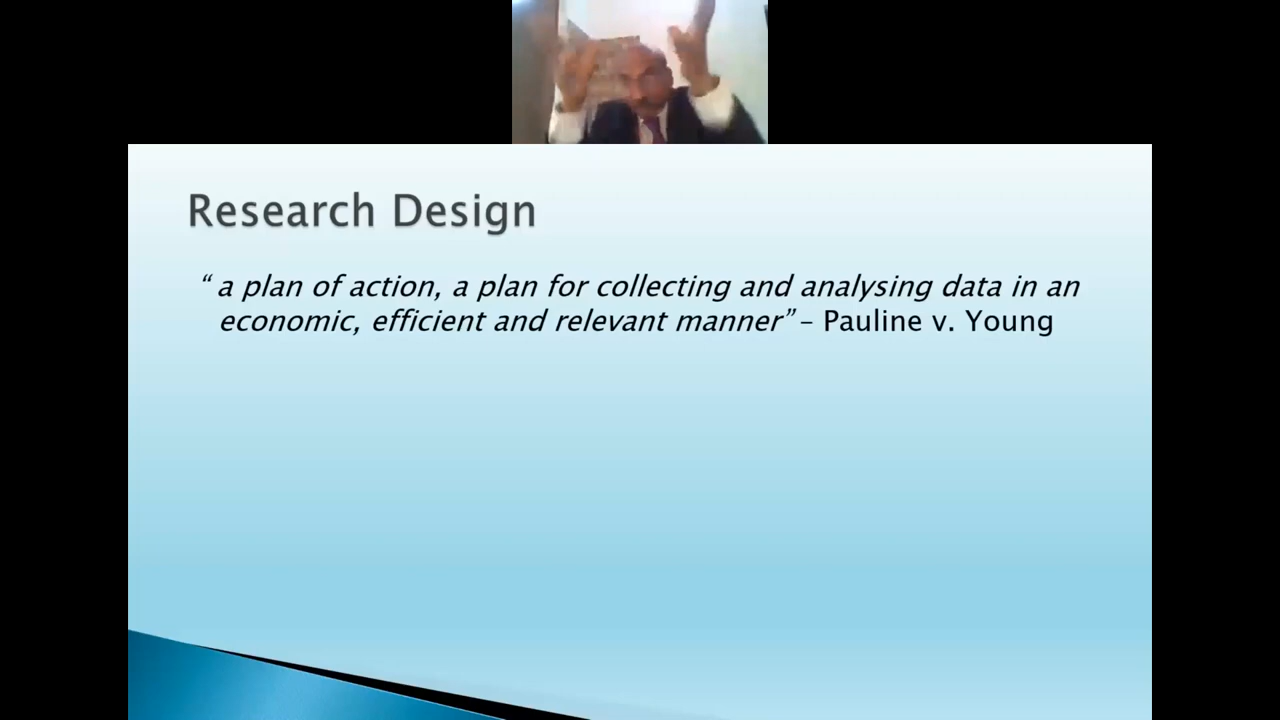 Research Design
“ a plan of action, a plan for collecting and analysing data in an
economic, efficient and relevant manner” – Pauline v. Young